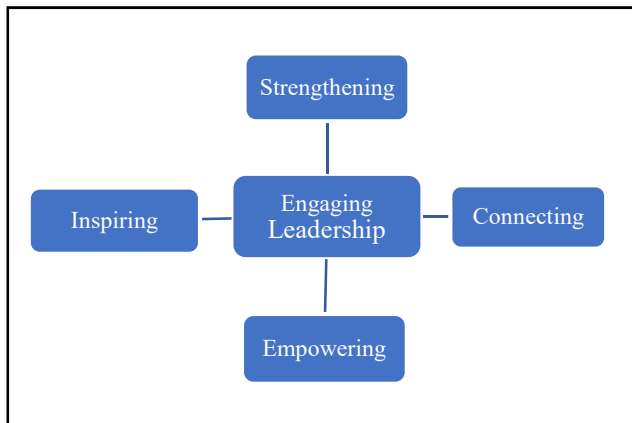 Strengthening
Inspiring
Engaging
Leadership
Connecting
Empowering